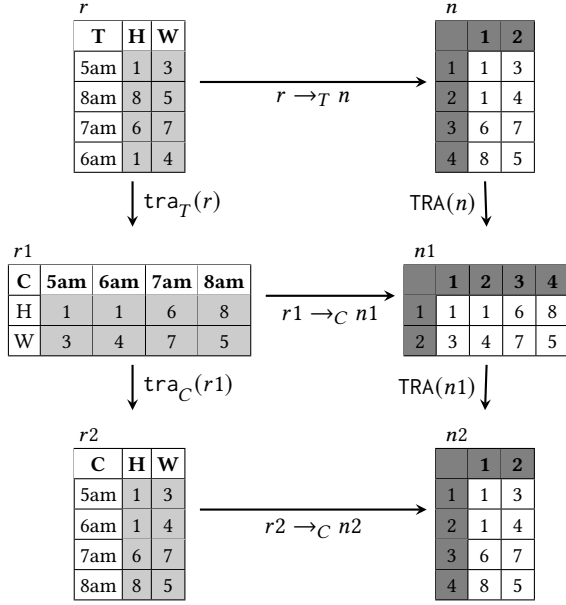 r n
T H W 1 2
5am 1 3 1 1 3
8am 8 5 r →T n 2 1 4
7am 6 7 3 6 7
6am 1 4 4 8 5
traT(r) TRA(n)
r1 n1
C 5am 6am 7am 8am 1 2 3 4
H 1 1 6 8 r1 →C n1 1 1 1 6 8
W 3 4 7 5 2 3 4 7 5
traC(r1) TRA(n1)
r2 n2
C H W 1 2
5am 1 3 1 1 3
6am 1 4 r2 →C n2 2 1 4
7am 6 7 3 6 7
8am 8 5 4 8 5